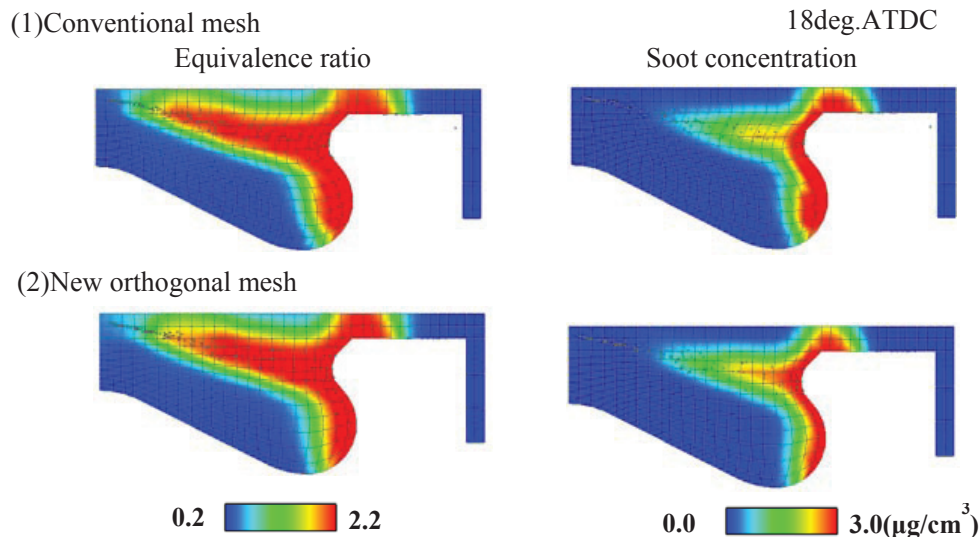 (1)Conventional mesh
18deg.ATDC
Equivalence ratio
Soot concentration
(2)New orthogonal mesh
0.2
2.2
0.0
3.0(μg/cm³)